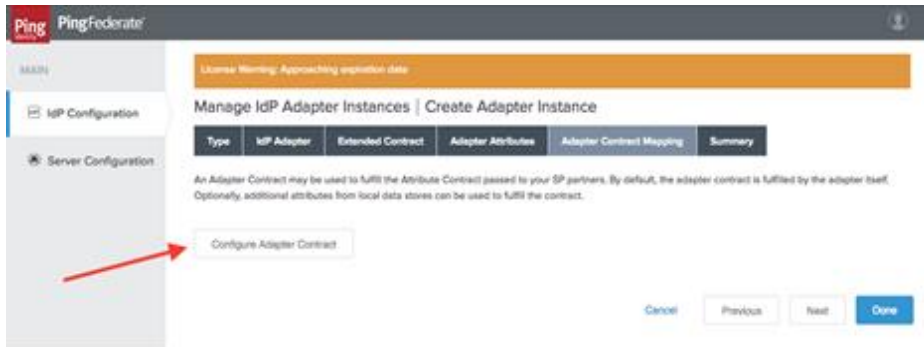 Ping PingFederate
MAIN
License Warning: Approaching expiration date
IdP Configuration
Manage IdP Adapter Instances | Create Adapter Instance
Type IdP Adapter Extended Contract Adapter Attributes Adapter Contract Mapping Summary
Server Configuration
An Adapter Contract may be used to fulfill the Attribute Contract passed to your SP partners. By default, the adapter contract is fulfilled by the adapter itself.
Optionally, additional attributes from local data stores can be used to fulfill the contract.
Configure Adapter Contract
Cancel Previous Next Done